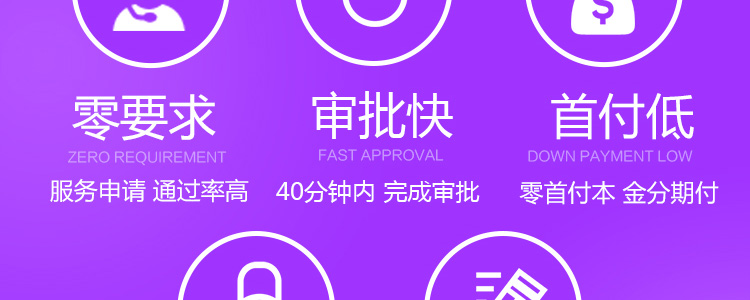 零要求 审批快 首付低
ZERO REQUIREMENT FAST APPROVAL DOWN PAYMENT LOW
服务申请 通过率高 40分钟内 完成审批 零首付本 金分期付